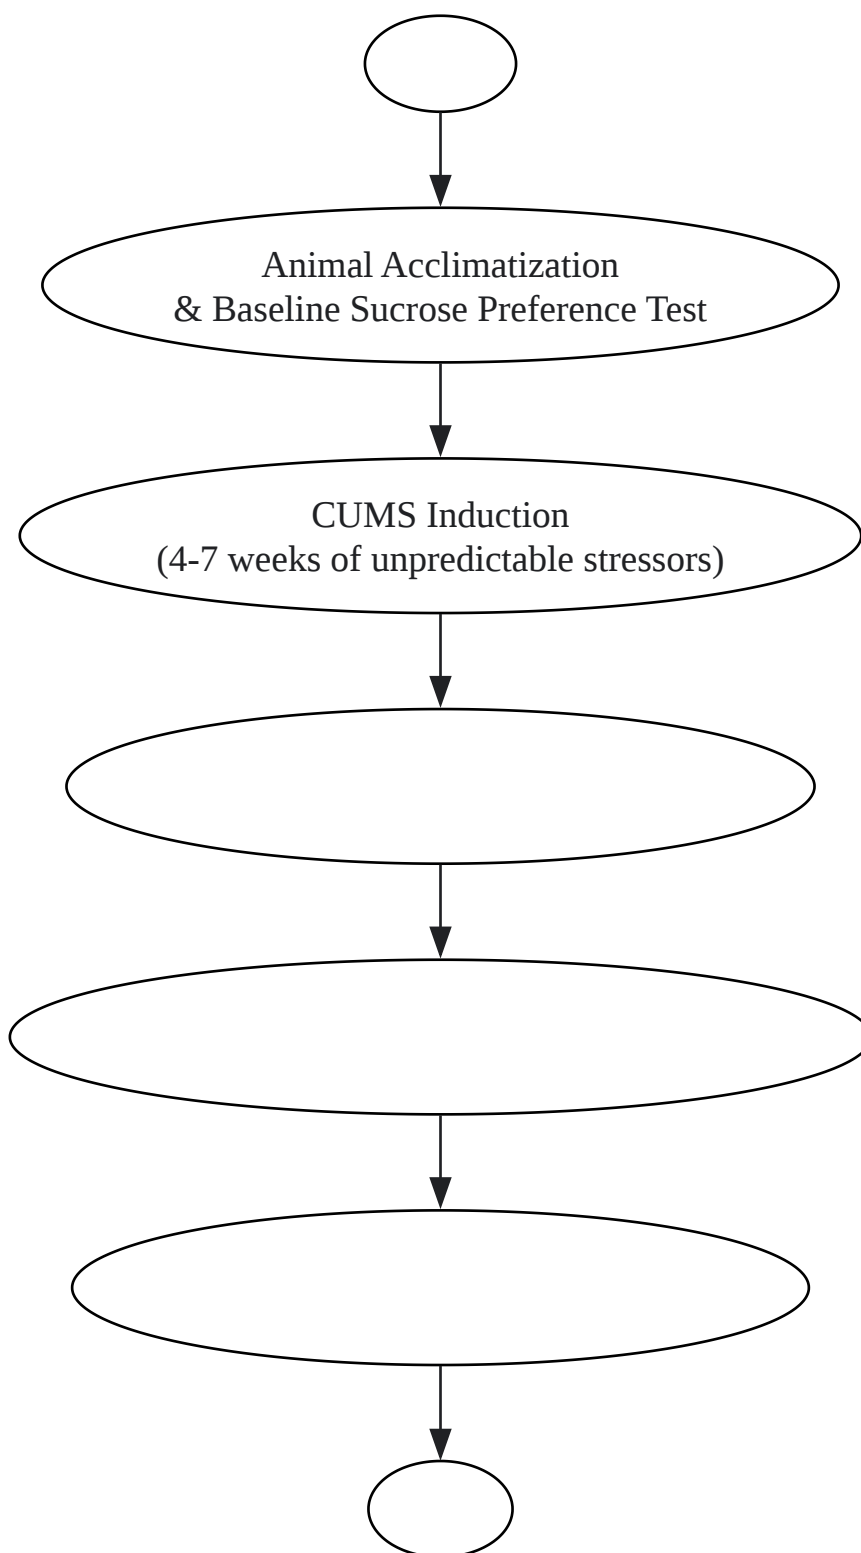 Animal Acclimatization
& Baseline Sucrose Preference Test
CUMS Induction
(4-7 weeks of unpredictable stressors)